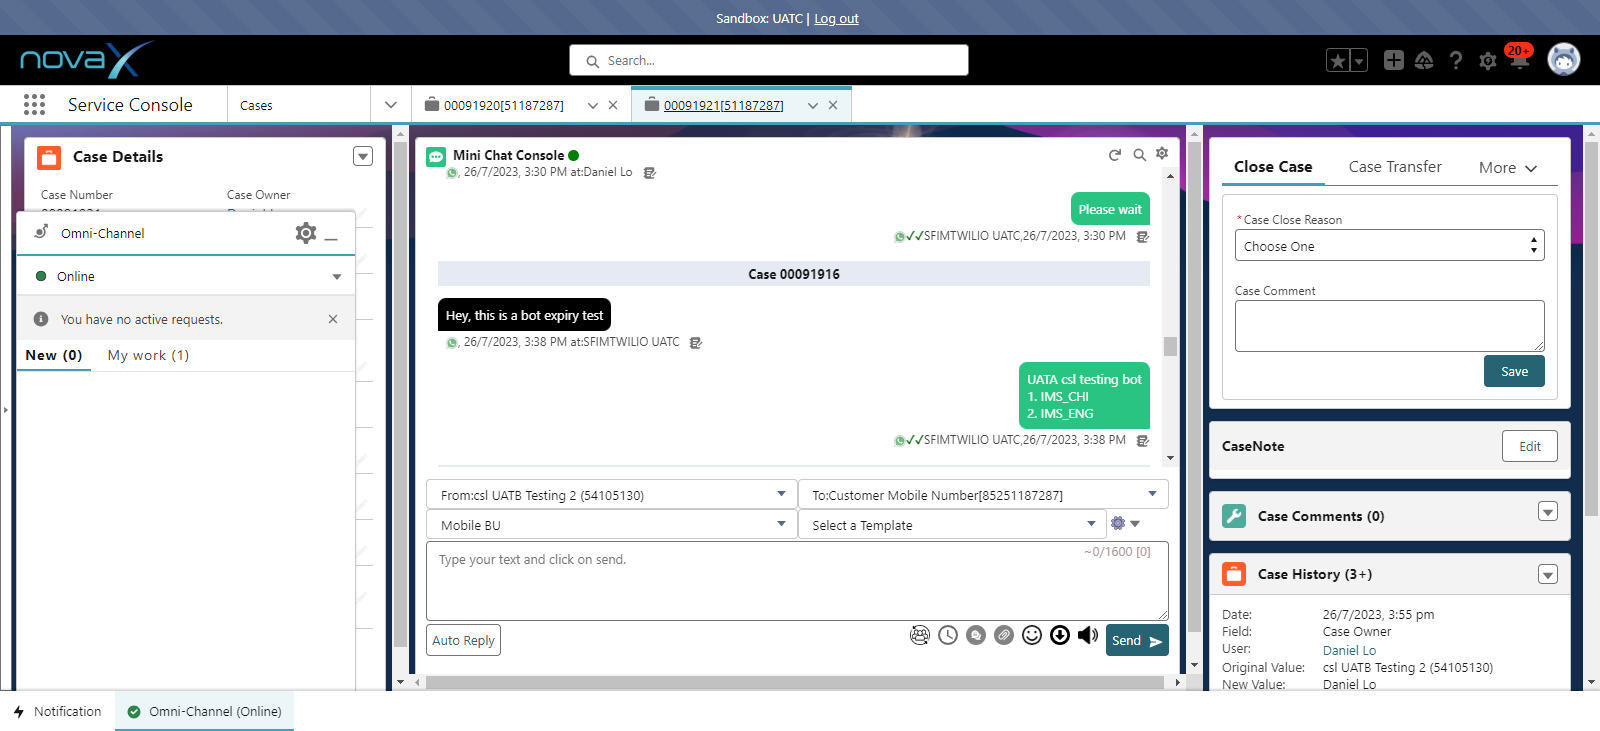 Sandbox: UATC | Log out
novaX
Search...
20+
Service Console
Cases
00091920[51187287]
00091921[51187287]
Case Details
Case Number
Case Owner
Omni-Channel
Online
You have no active requests.
New (0)
My work (1)
Mini Chat Console
, 26/7/2023, 3:30 PM at:Daniel Lo
Please wait
SFIMTWILIO UATC,26/7/2023, 3:30 PM
Case 00091916
Hey, this is a bot expiry test
, 26/7/2023, 3:38 PM at:SFIMTWILIO UATC
UATA csl testing bot
1. IMS_CHI
2. IMS_ENG
SFIMTWILIO UATC,26/7/2023, 3:38 PM
From:csl UATB Testing 2 (54105130)
To:Customer Mobile Number[85251187287]
Mobile BU
Select a Template
Type your text and click on send.
~0/1600 [0]
Auto Reply
Send
Close Case
Case Transfer
More
*Case Close Reason
Choose One
Case Comment
Save
CaseNote
Edit
Case Comments (0)
Case History (3+)
Date: 26/7/2023, 3:55 pm
Field: Case Owner
User: Daniel Lo
Original Value: csl UATB Testing 2 (54105130)
New Value: Daniel Lo
Notification
Omni-Channel (Online)